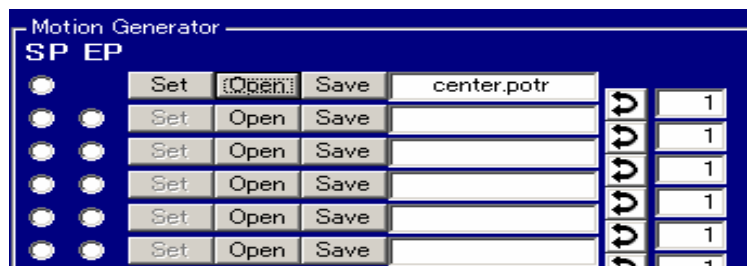 Motion Generator
SP EP
Set Open Save center.potr
1
Set Open Save
1
Set Open Save
1
Set Open Save
1
Set Open Save
1
Set Open Save
1